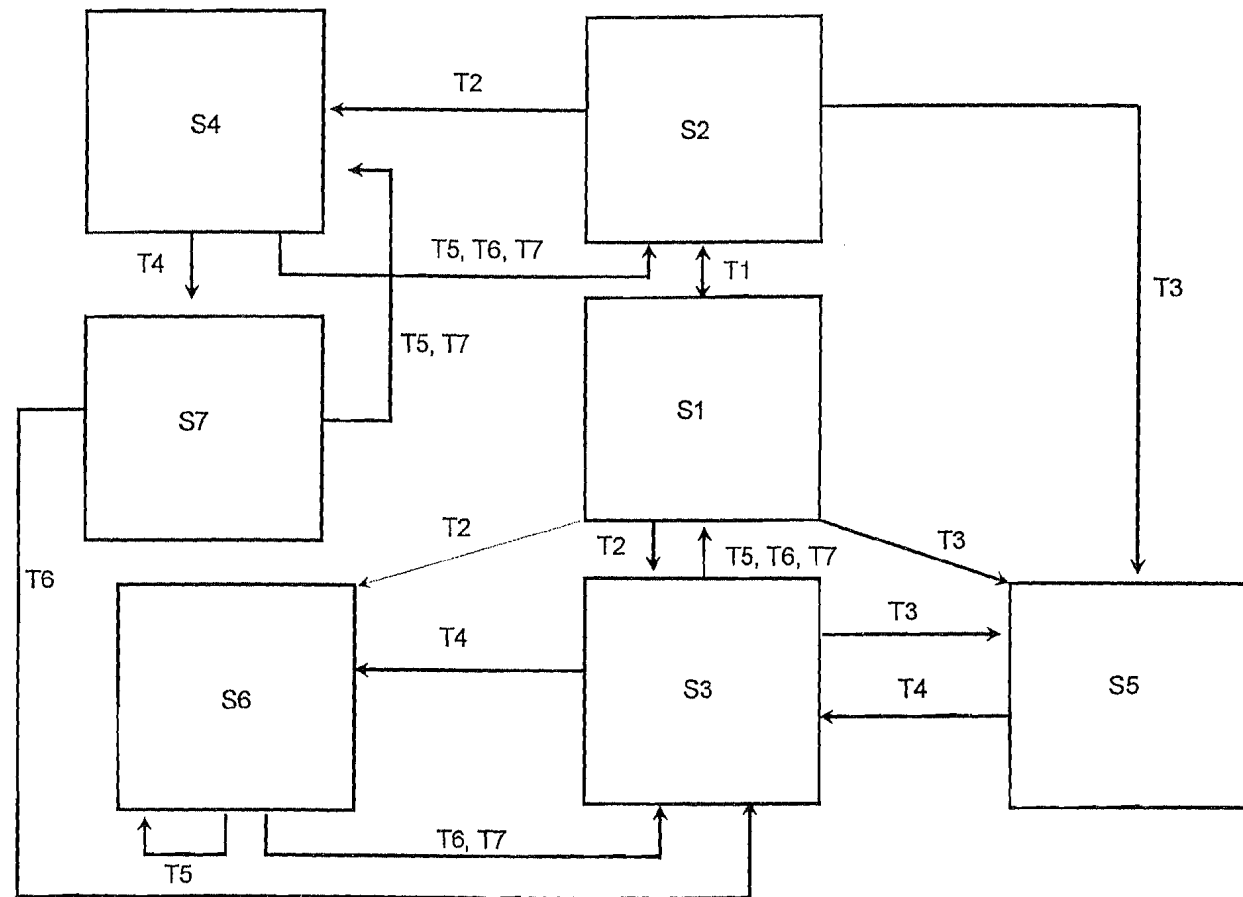 T2
S4
S2
T4
T5, T6, T7
T1
T3
T5, T7
S7
S1
T2
T2
T5, T6, T7
T3
T6
T3
T4
S6
S3
T4
S5
T6, T7
T5